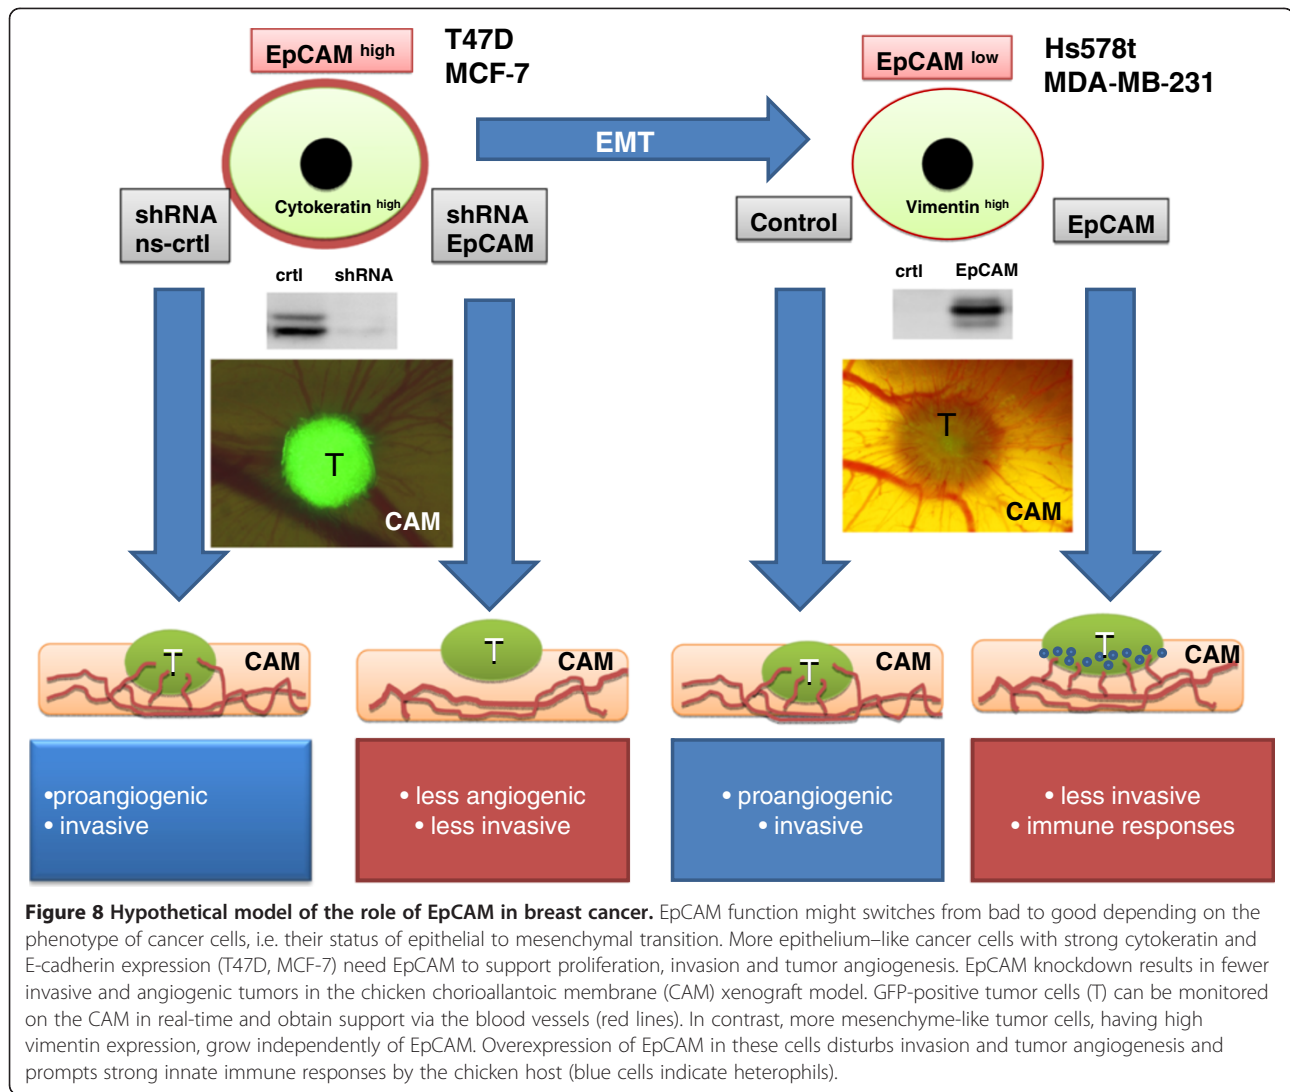 EpCAM high
T47D
MCF-7
EpCAM low
Hs578t
MDA-MB-231
EMT
Cytokeratin high
Vimentin high
shRNA
ns-crtl
shRNA
EpCAM
Control
EpCAM
crtl shRNA
crtl EpCAM
T
CAM
T
CAM
T CAM
T CAM
T CAM
T CAM
•proangiogenic
• invasive
• less angiogenic
• less invasive
• proangiogenic
• invasive
• less invasive
• immune responses
Figure 8 Hypothetical model of the role of EpCAM in breast cancer. EpCAM function might switches from bad to good depending on the
phenotype of cancer cells, i.e. their status of epithelial to mesenchymal transition. More epithelium–like cancer cells with strong cytokeratin and
E-cadherin expression (T47D, MCF-7) need EpCAM to support proliferation, invasion and tumor angiogenesis. EpCAM knockdown results in fewer
invasive and angiogenic tumors in the chicken chorioallantoic membrane (CAM) xenograft model. GFP-positive tumor cells (T) can be monitored
on the CAM in real-time and obtain support via the blood vessels (red lines). In contrast, more mesenchyme-like tumor cells, having high
vimentin expression, grow independently of EpCAM. Overexpression of EpCAM in these cells disturbs invasion and tumor angiogenesis and
prompts strong innate immune responses by the chicken host (blue cells indicate heterophils).